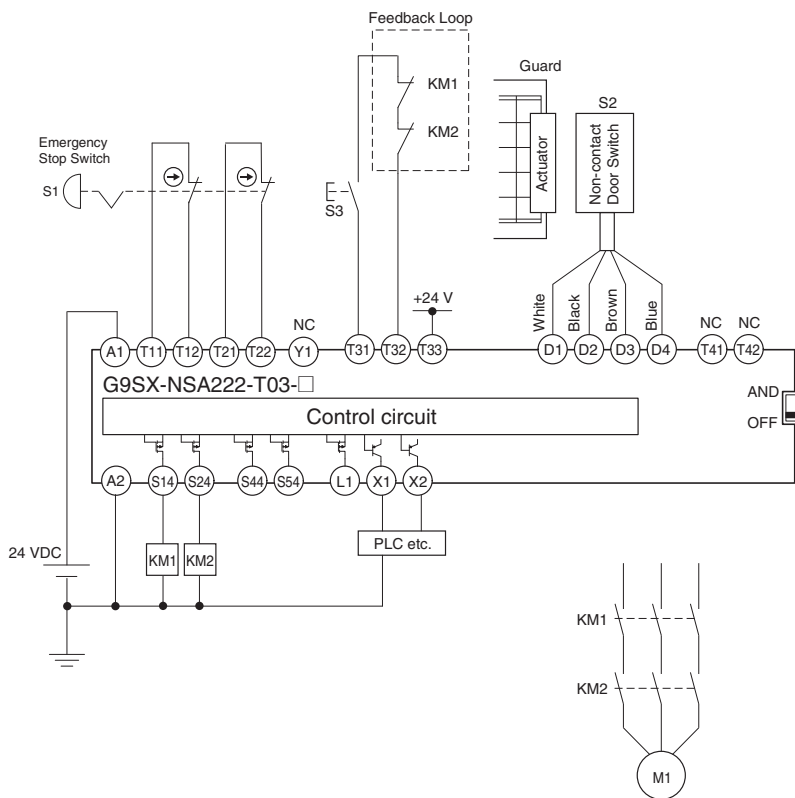 Feedback Loop
KM1
KM2
Guard
Actuator
S2
Non-contact
Door Switch
Emergency
Stop Switch
S1
S3
+24 V
White
Black
Brown
Blue
NC
NC
NC
A1
T11
T12
T21
T22
Y1
T31
T32
T33
D1
D2
D3
D4
T41
T42
G9SX-NSA222-T03-□
Control circuit
AND
OFF
A2
S14
S24
S44
S54
L1
X1
X2
KM1
KM2
PLC etc.
24 VDC
KM1
KM2
M1